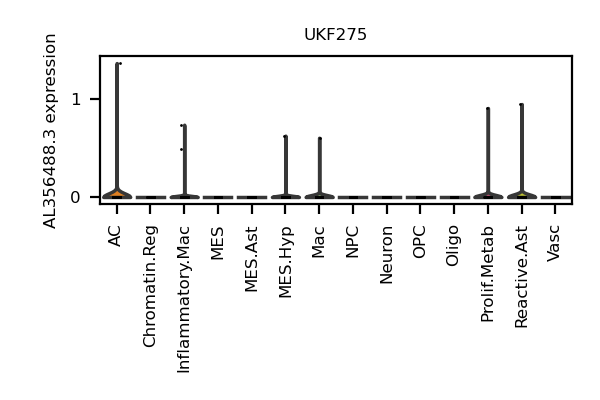 UKF275
AL356488.3 expression
1
0
AC
Chromatin.Reg
Inflammatory.Mac
MES
MES.Ast
MES.Hyp
Mac
NPC
Neuron
OPC
Oligo
Prolif.Metab
Reactive.Ast
Vasc